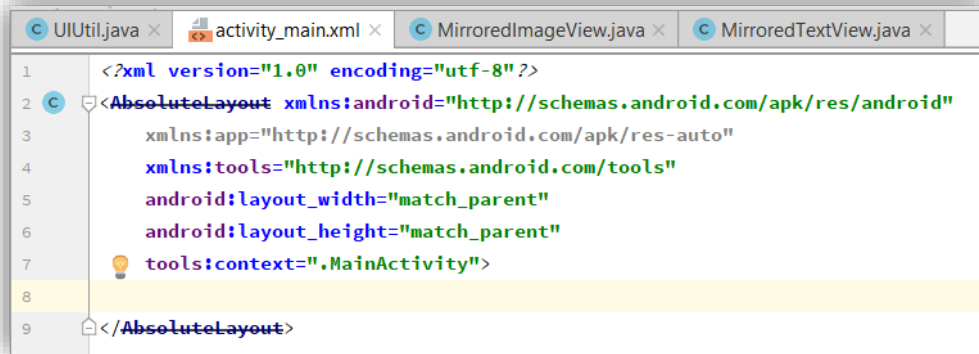 C UIUtil.java × activity_main.xml × C MirroredImageView.java × C MirroredTextView.java ×
1 <?xml version="1.0" encoding="utf-8"?>
2 C <AbsoluteLayout xmlns:android="http://schemas.android.com/apk/res/android"
3 xmlns:app="http://schemas.android.com/apk/res-auto"
4 xmlns:tools="http://schemas.android.com/tools"
5 android:layout_width="match_parent"
6 android:layout_height="match_parent"
7 tools:context=".MainActivity">
8
9 </AbsoluteLayout>